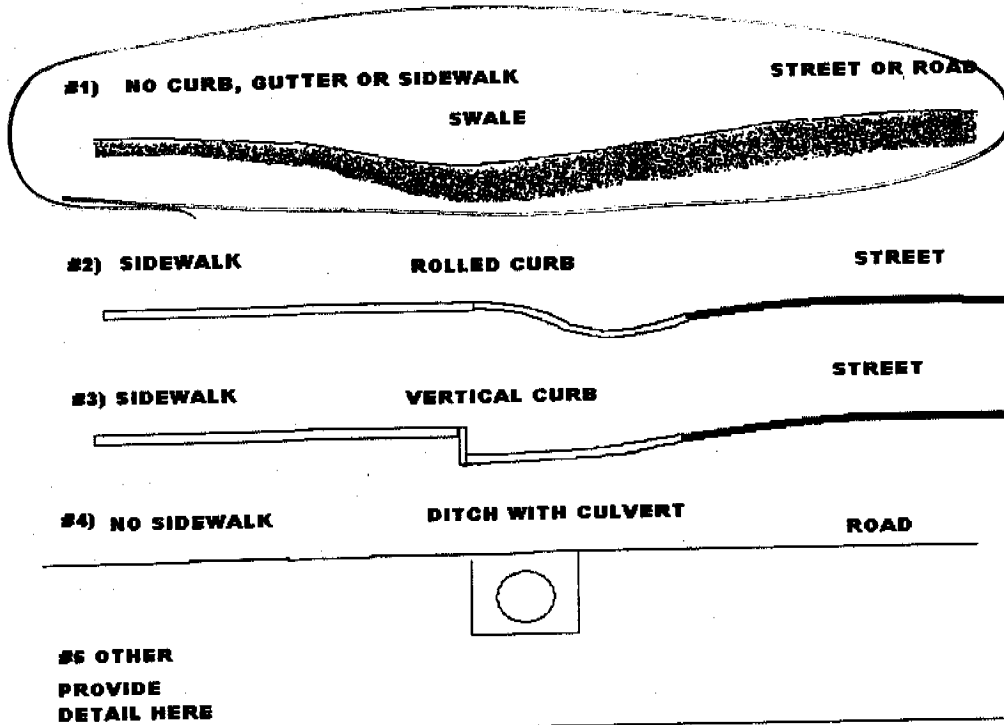 #1) NO CURB, GUTTER OR SIDEWALK STREET OR ROAD
SWALE
#2) SIDEWALK ROLLED CURB STREET
#3) SIDEWALK VERTICAL CURB STREET
#4) NO SIDEWALK DITCH WITH CULVERT ROAD
#5 OTHER
PROVIDE
DETAIL HERE